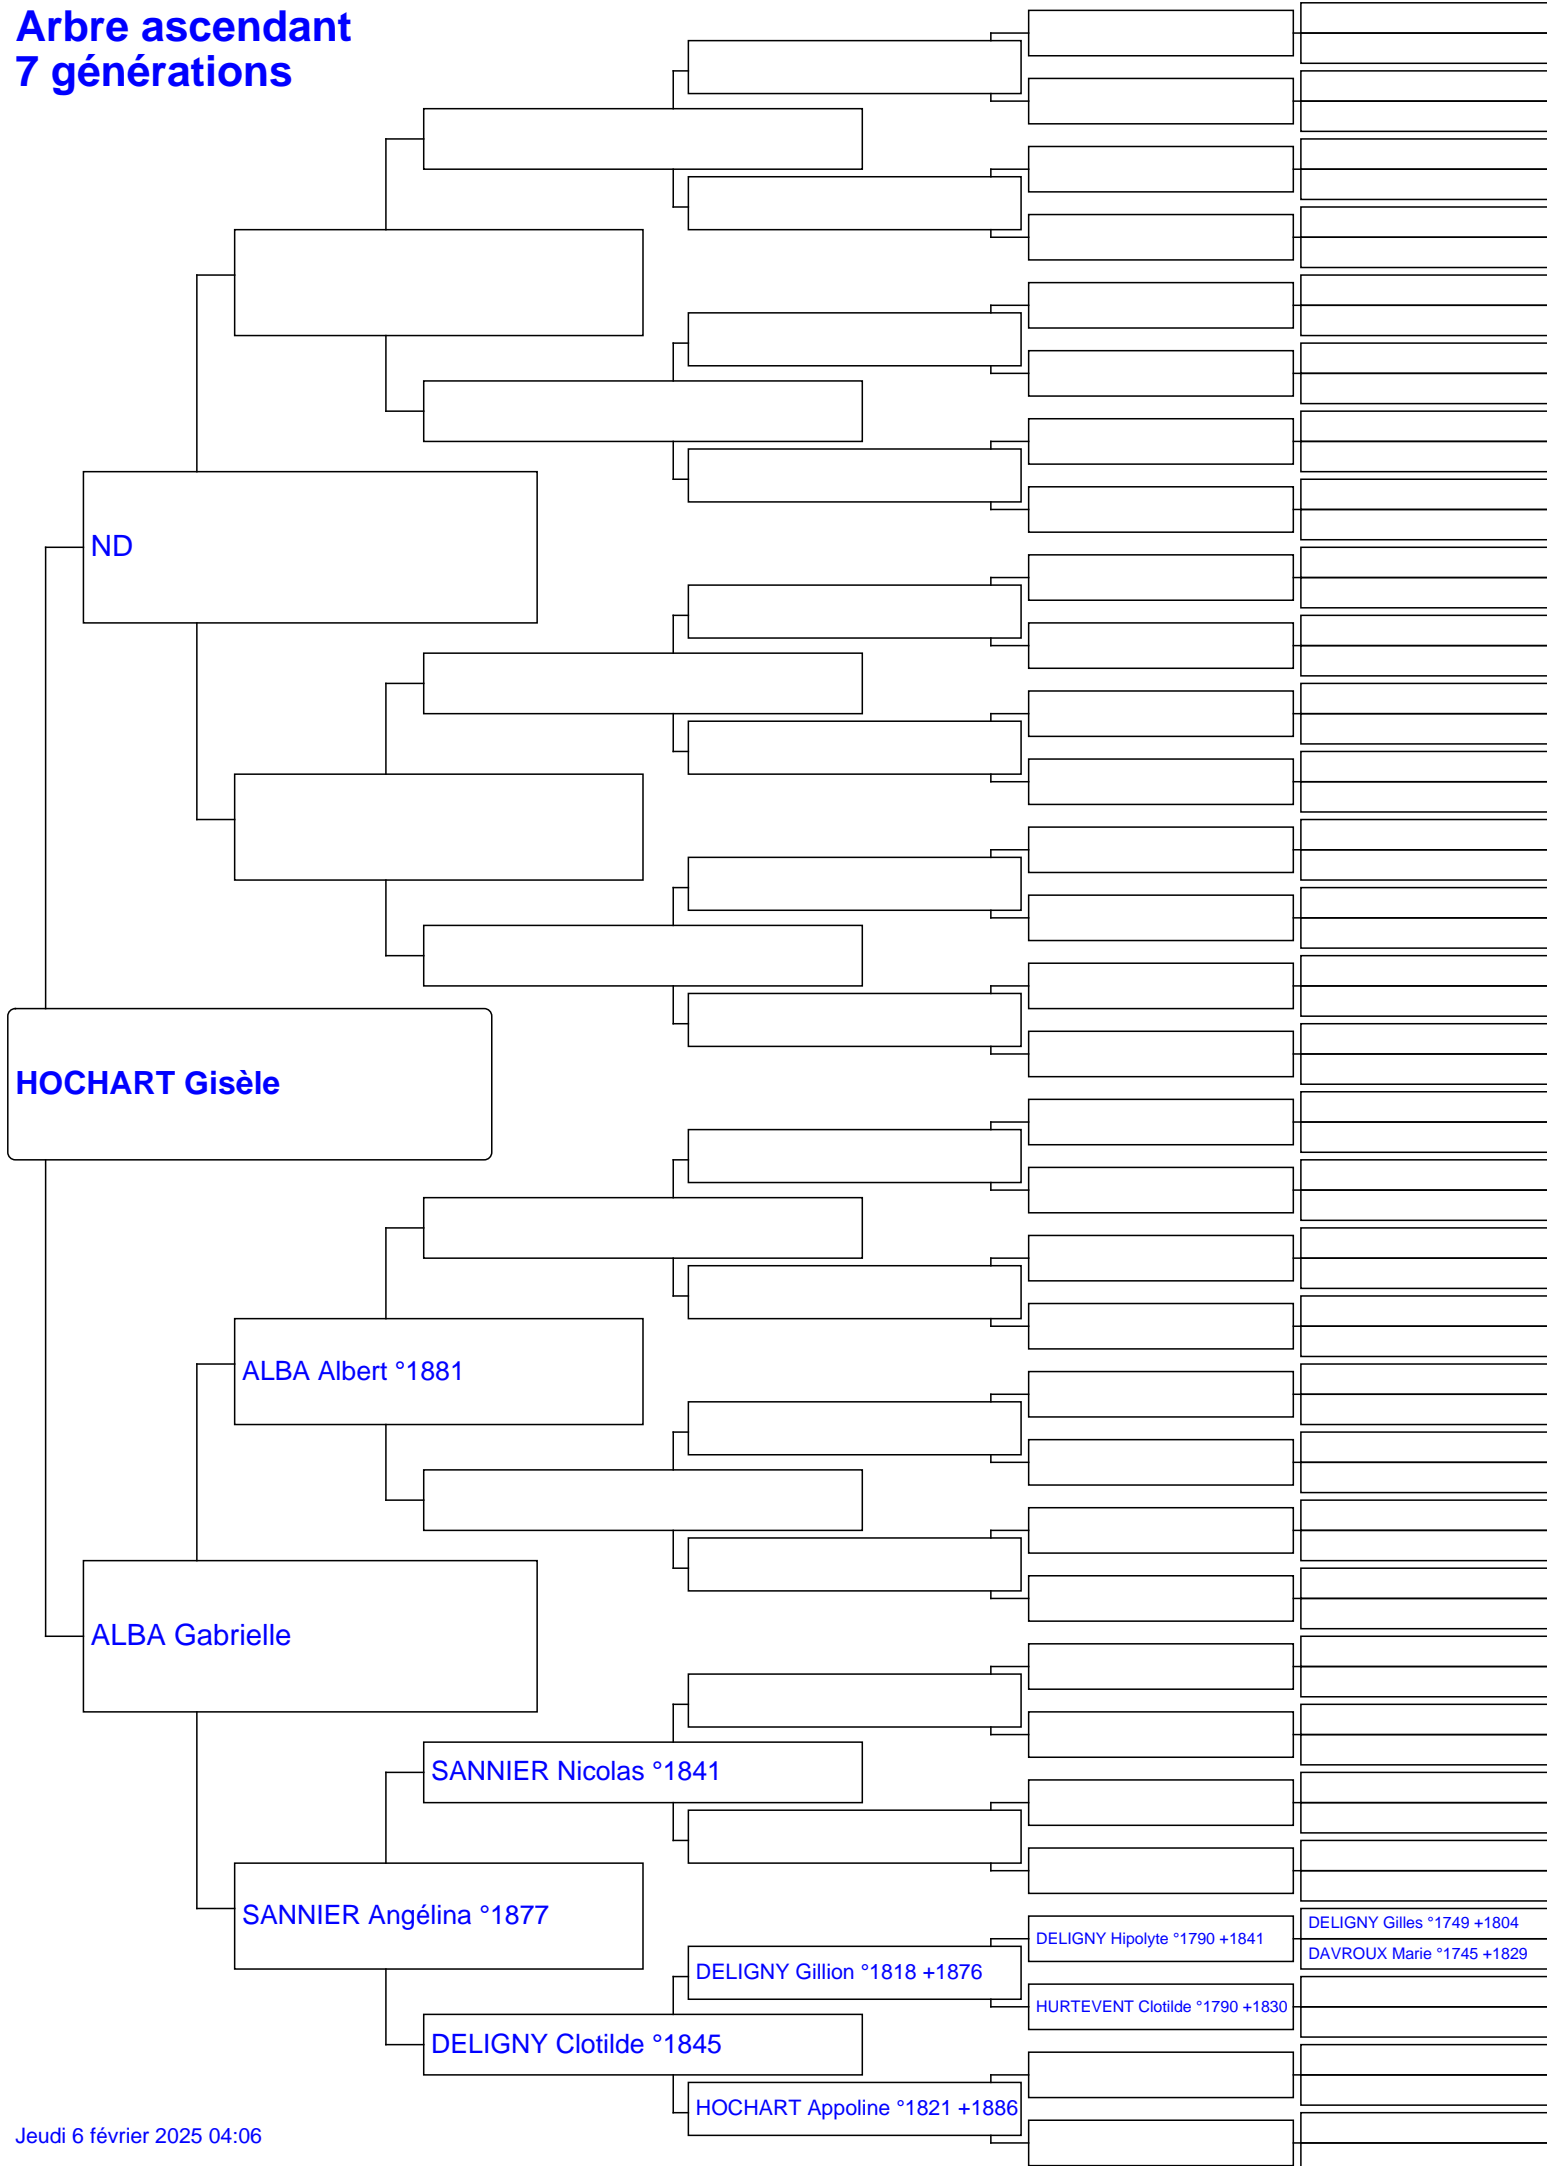 Arbre ascendant
7 générations
ND
HOCHART Gisèle
ALBA Albert °1881
ALBA Gabrielle
SANNIER Nicolas °1841
SANNIER Angélina °1877
DELIGNY Gilles °1749 +1804
DELIGNY Hipolyte °1790 +1841
DAVROUX Marie °1745 +1829
DELIGNY Gillion °1818 +1876
HURTEVENT Clotilde °1790 +1830
DELIGNY Clotilde °1845
HOCHART Appoline °1821 +1886
Jeudi 6 février 2025 04:06